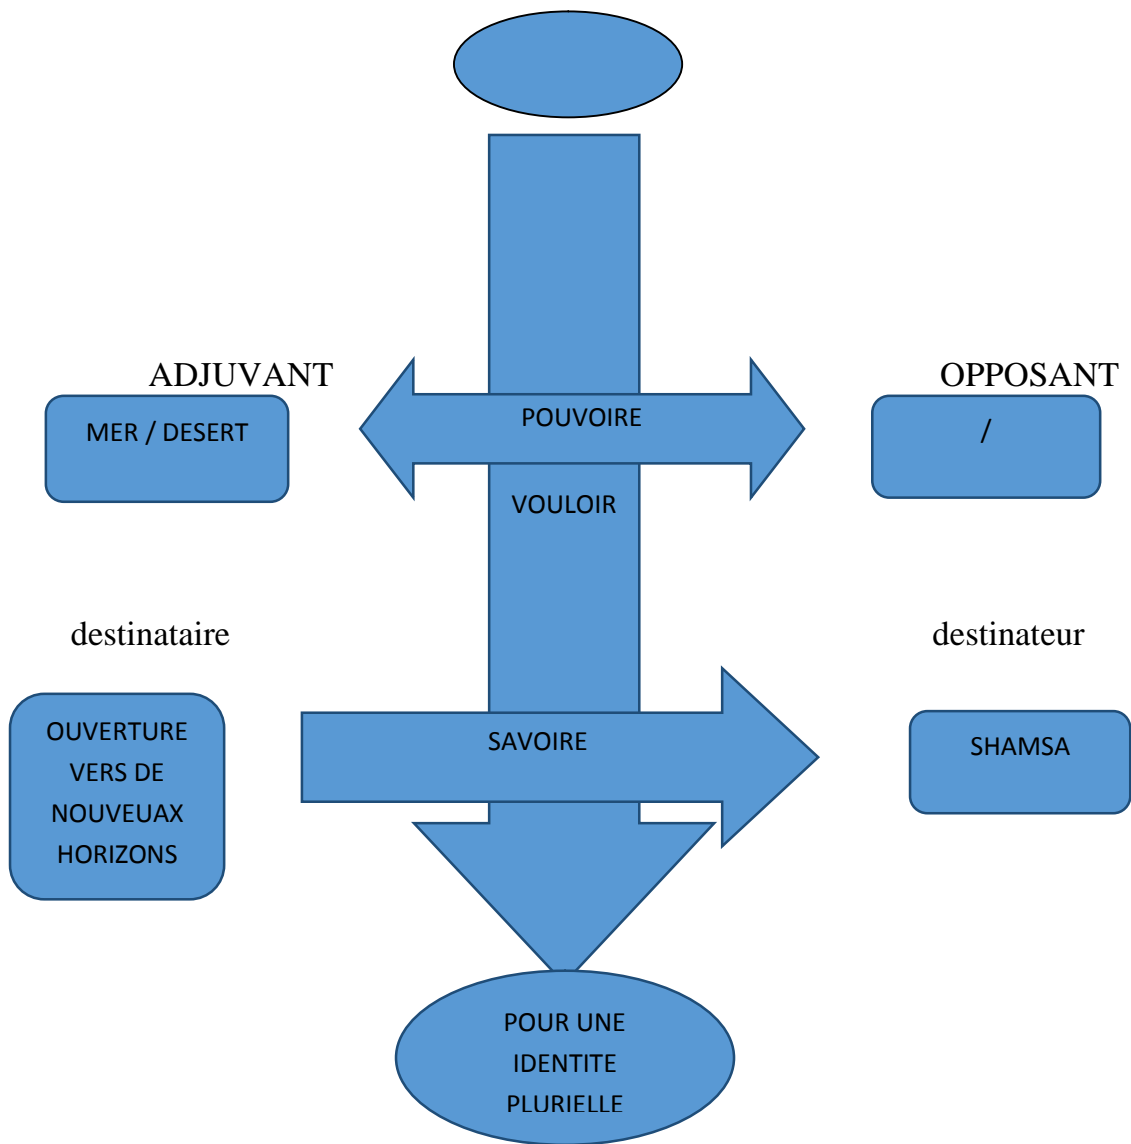 ADJUVANT
OPPOSANT
MER / DESERT
POUVOIRE
/
VOULOIR
destinataire
destinateur
OUVERTURE
VERS DE
NOUVEUAX
HORIZONS
SAVOIRE
SHAMSA
POUR UNE
IDENTITE
PLURIELLE